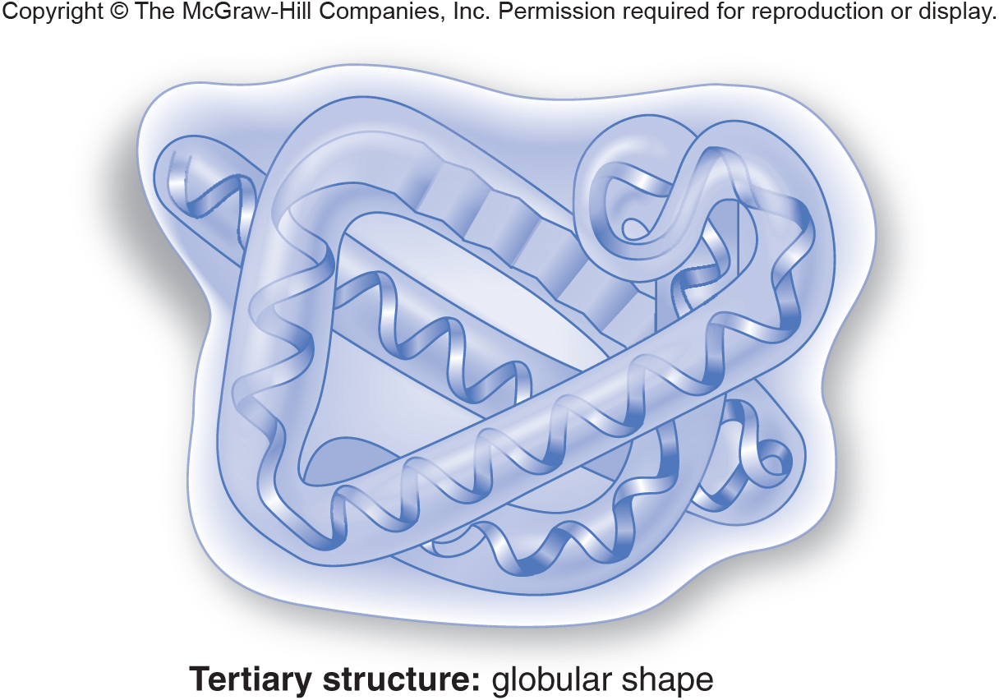 Copyright © The McGraw-Hill Companies, Inc. Permission required for reproduction or display.
Tertiary structure: globular shape